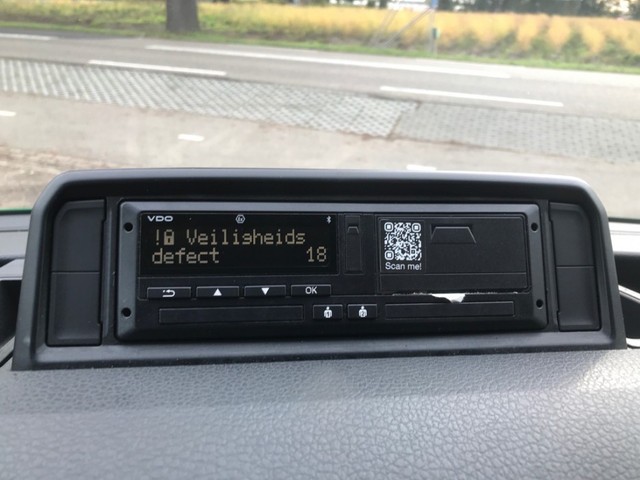 VDO
!🔒 Veiligheids
defect 18
Scan me!
OK